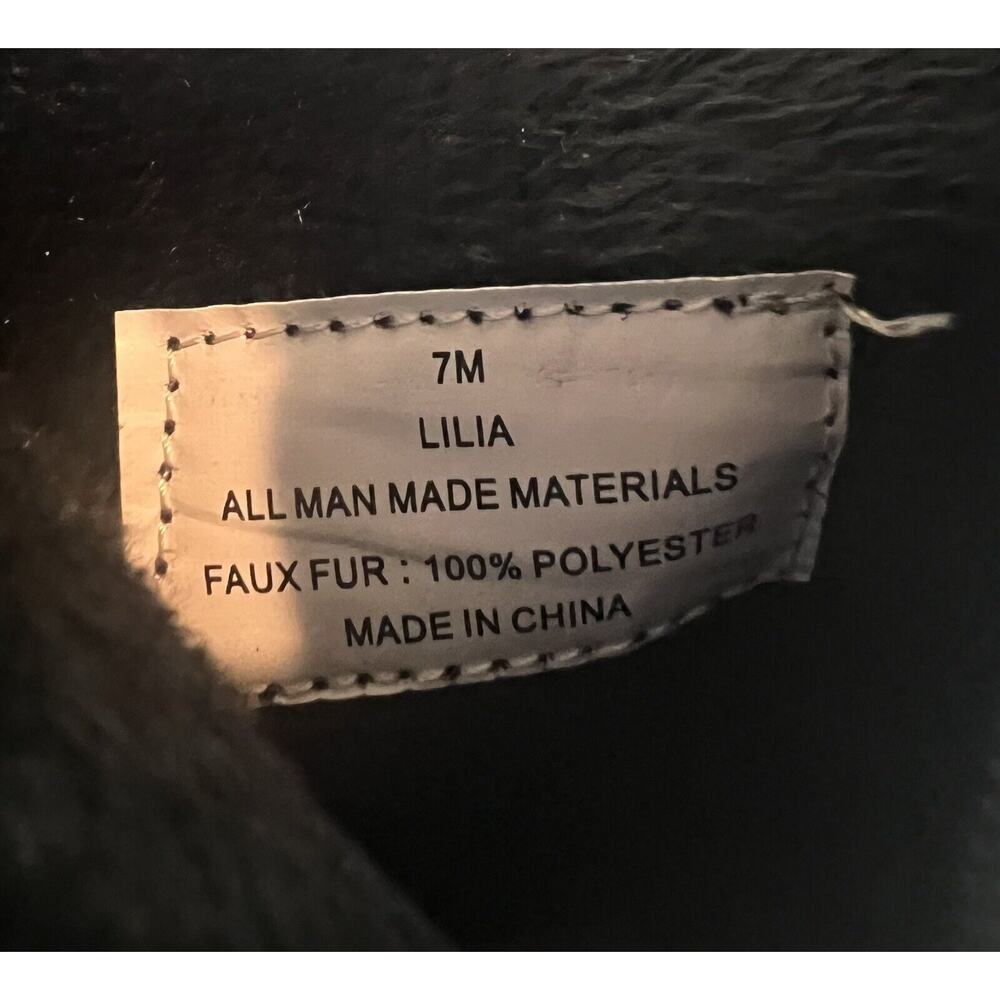 7M
LILIA
ALL MAN MADE MATERIALS
FAUX FUR : 100% POLYESTER
MADE IN CHINA